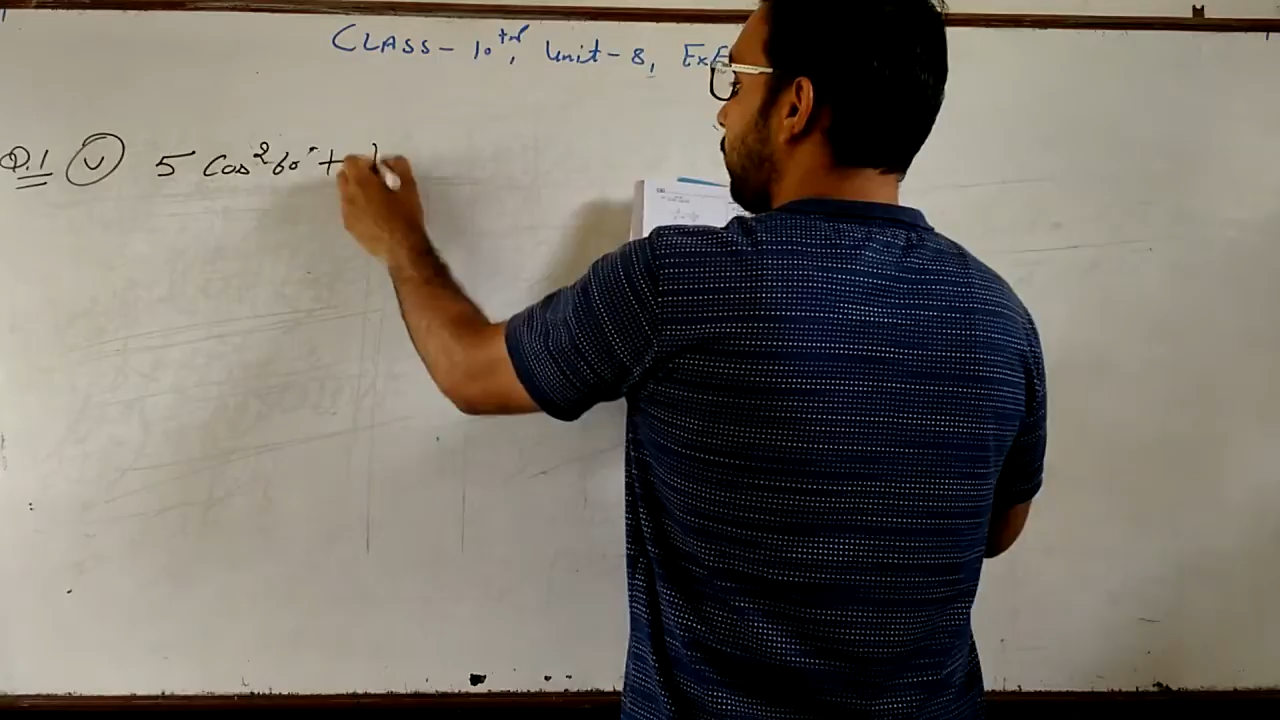 CLASS- 10th, Unit-8, Ex
Q.1 (v) 5 Cos²60° +